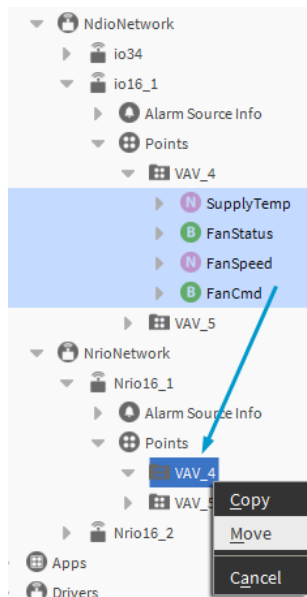 NdioNetwork
io34
io16_1
Alarm Source Info
Points
VAV_4
N SupplyTemp
B FanStatus
N FanSpeed
B FanCmd
VAV_5
NrioNetwork
Nrio16_1
Alarm Source Info
Points
VAV_4
VAV_5
Copy
Move
Nrio16_2
Apps
Cancel
Drivers